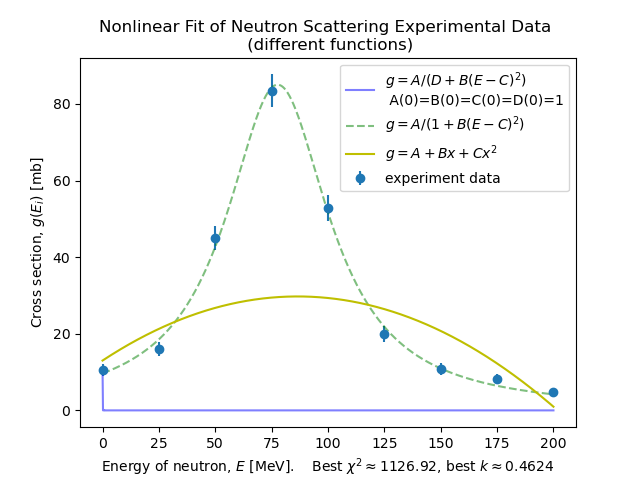 Nonlinear Fit of Neutron Scattering Experimental Data
(different functions)
g = A/(D + B(E − C)²)
A(0)=B(0)=C(0)=D(0)=1
g = A/(1 + B(E − C)²)
g = A + Bx + Cx²
experiment data
Cross section, g(Eᵢ) [mb]
80
60
40
20
0
0 25 50 75 100 125 150 175 200
Energy of neutron, E [MeV]. Best χ² ≈ 1126.92, best k ≈ 0.4624